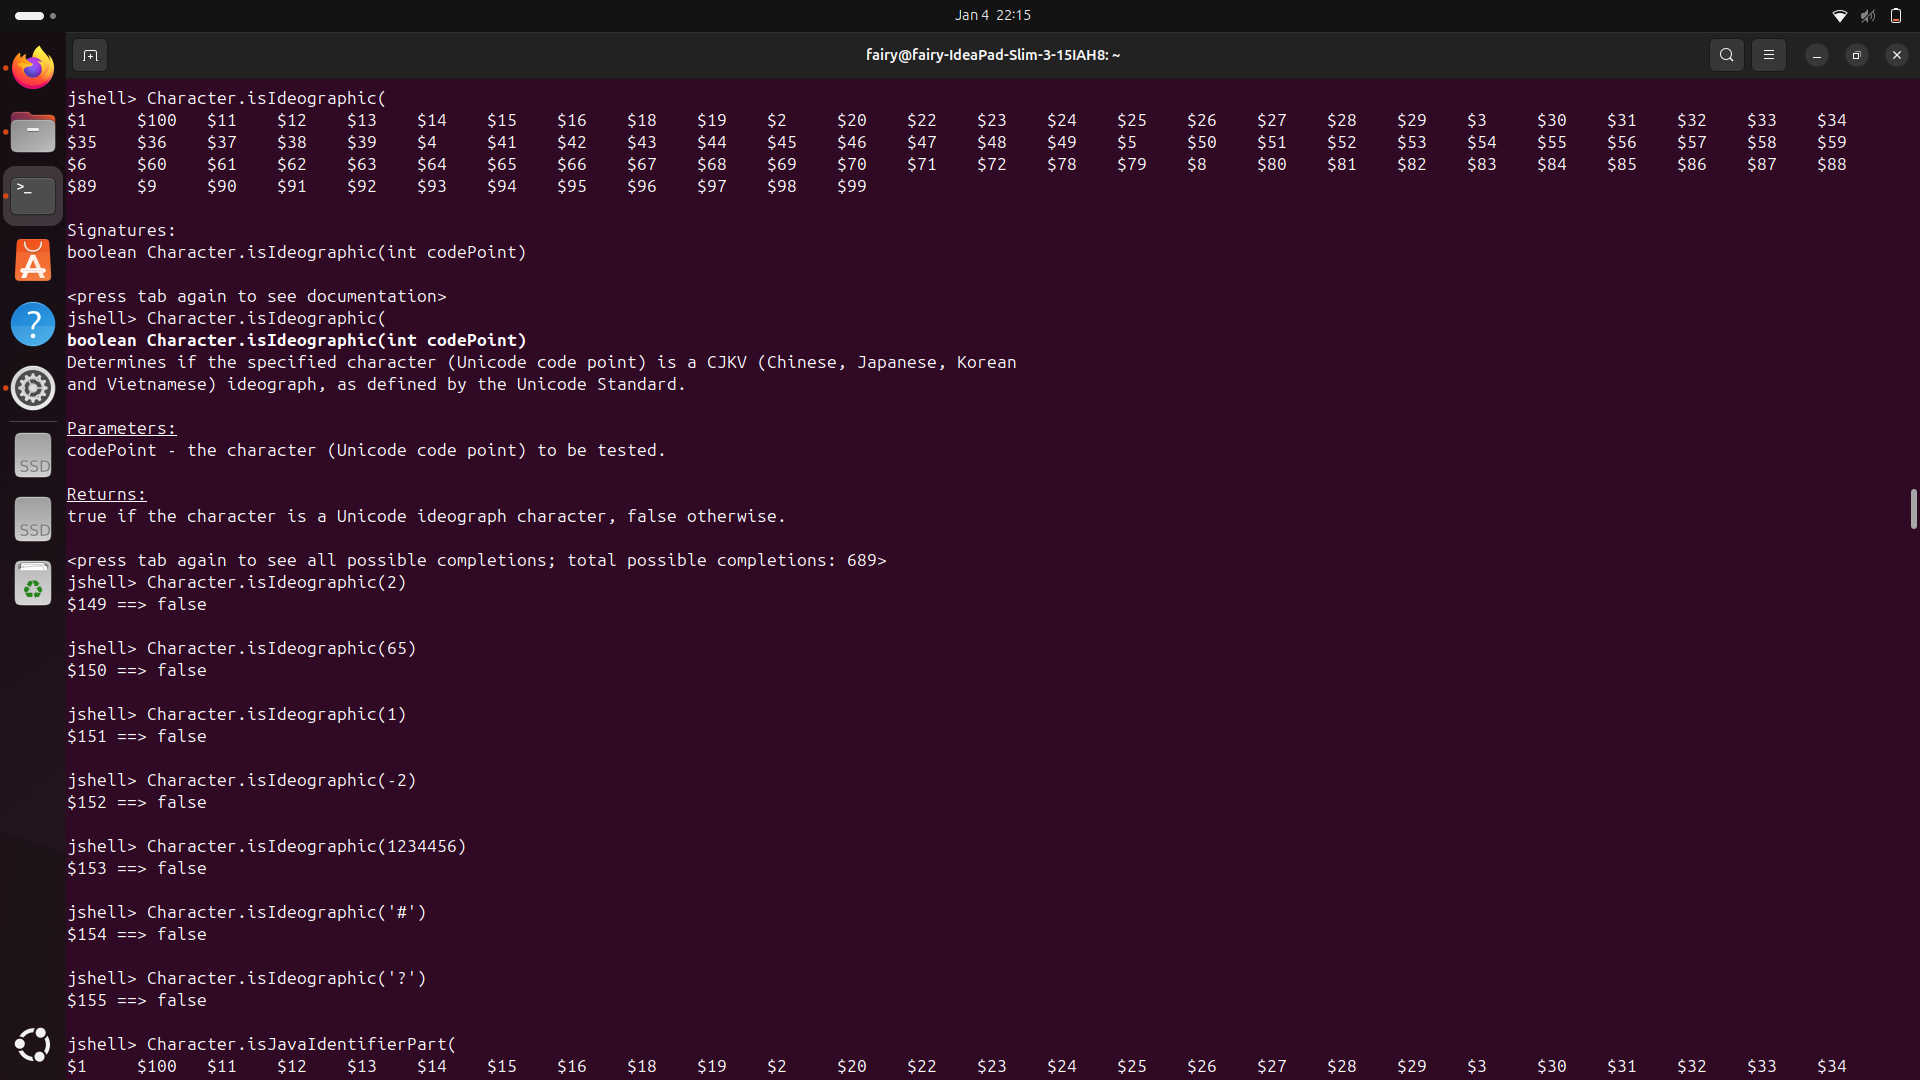 Jan 4 22:15
fairy@fairy-IdeaPad-Slim-3-15IAH8: ~
jshell> Character.isIdeographic(
$1 $100 $11 $12 $13 $14 $15 $16 $18 $19 $2 $20 $22 $23 $24 $25 $26 $27 $28 $29 $3 $30 $31 $32 $33 $34
$35 $36 $37 $38 $39 $4 $41 $42 $43 $44 $45 $46 $47 $48 $49 $5 $50 $51 $52 $53 $54 $55 $56 $57 $58 $59
$6 $60 $61 $62 $63 $64 $65 $66 $67 $68 $69 $70 $71 $72 $78 $79 $8 $80 $81 $82 $83 $84 $85 $86 $87 $88
$89 $9 $90 $91 $92 $93 $94 $95 $96 $97 $98 $99
Signatures:
boolean Character.isIdeographic(int codePoint)
<press tab again to see documentation>
jshell> Character.isIdeographic(
boolean Character.isIdeographic(int codePoint)
Determines if the specified character (Unicode code point) is a CJKV (Chinese, Japanese, Korean
and Vietnamese) ideograph, as defined by the Unicode Standard.
Parameters:
codePoint - the character (Unicode code point) to be tested.
Returns:
true if the character is a Unicode ideograph character, false otherwise.
<press tab again to see all possible completions; total possible completions: 689>
jshell> Character.isIdeographic(2)
$149 ==> false
jshell> Character.isIdeographic(65)
$150 ==> false
jshell> Character.isIdeographic(1)
$151 ==> false
jshell> Character.isIdeographic(-2)
$152 ==> false
jshell> Character.isIdeographic(1234456)
$153 ==> false
jshell> Character.isIdeographic('#')
$154 ==> false
jshell> Character.isIdeographic('?')
$155 ==> false
jshell> Character.isJavaIdentifierPart(
$1 $100 $11 $12 $13 $14 $15 $16 $18 $19 $2 $20 $22 $23 $24 $25 $26 $27 $28 $29 $3 $30 $31 $32 $33 $34
>_
A
?
SSD
SSD